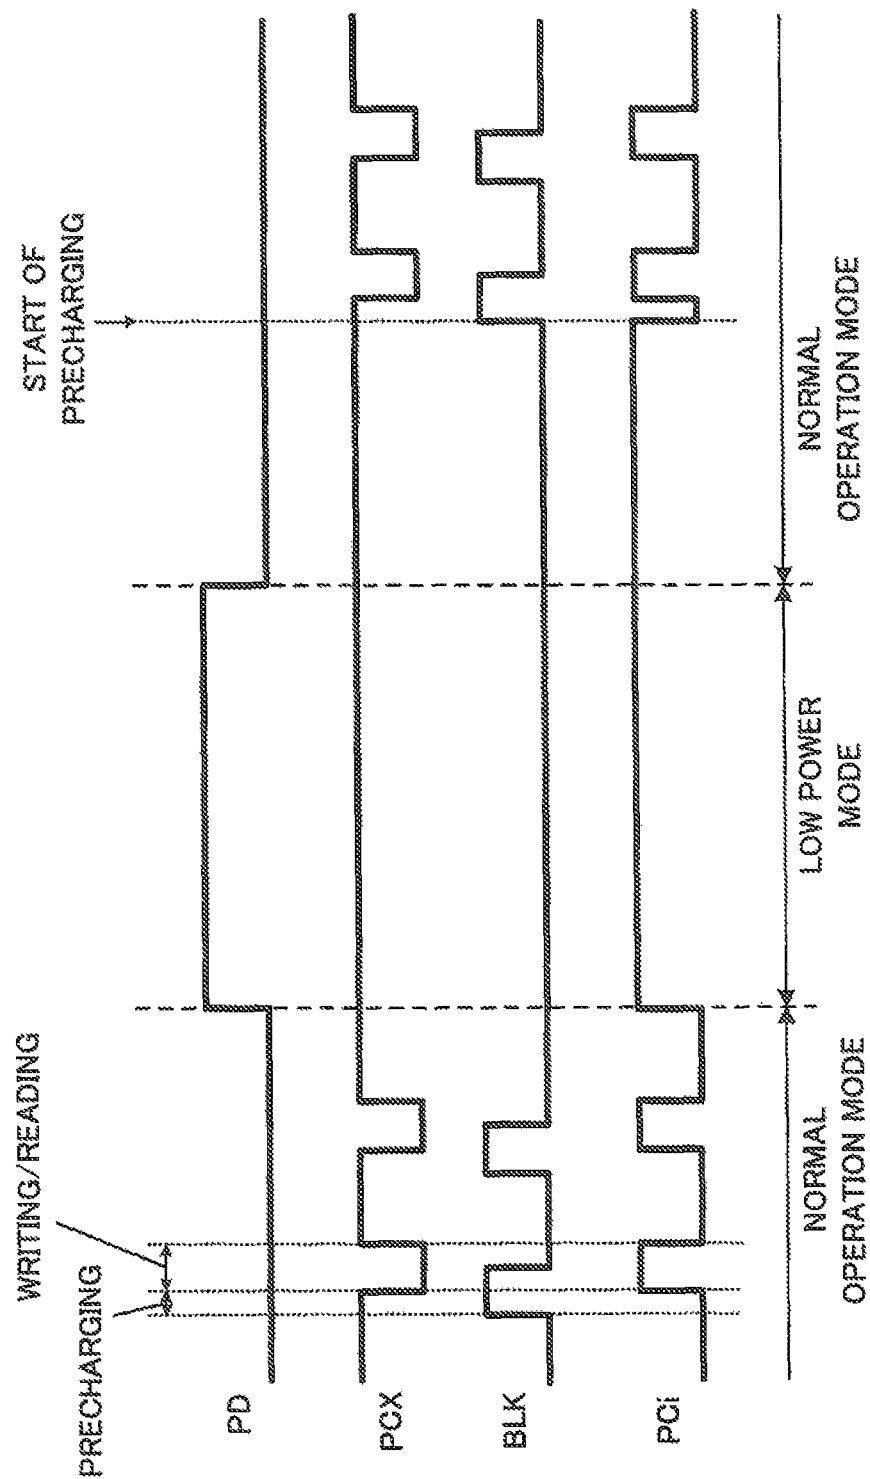 START OF
PRECHARGING
WRITING/READING
PRECHARGING
PD
PCX
BLK
PCi
NORMAL
OPERATION MODE
LOW POWER
MODE
NORMAL
OPERATION MODE